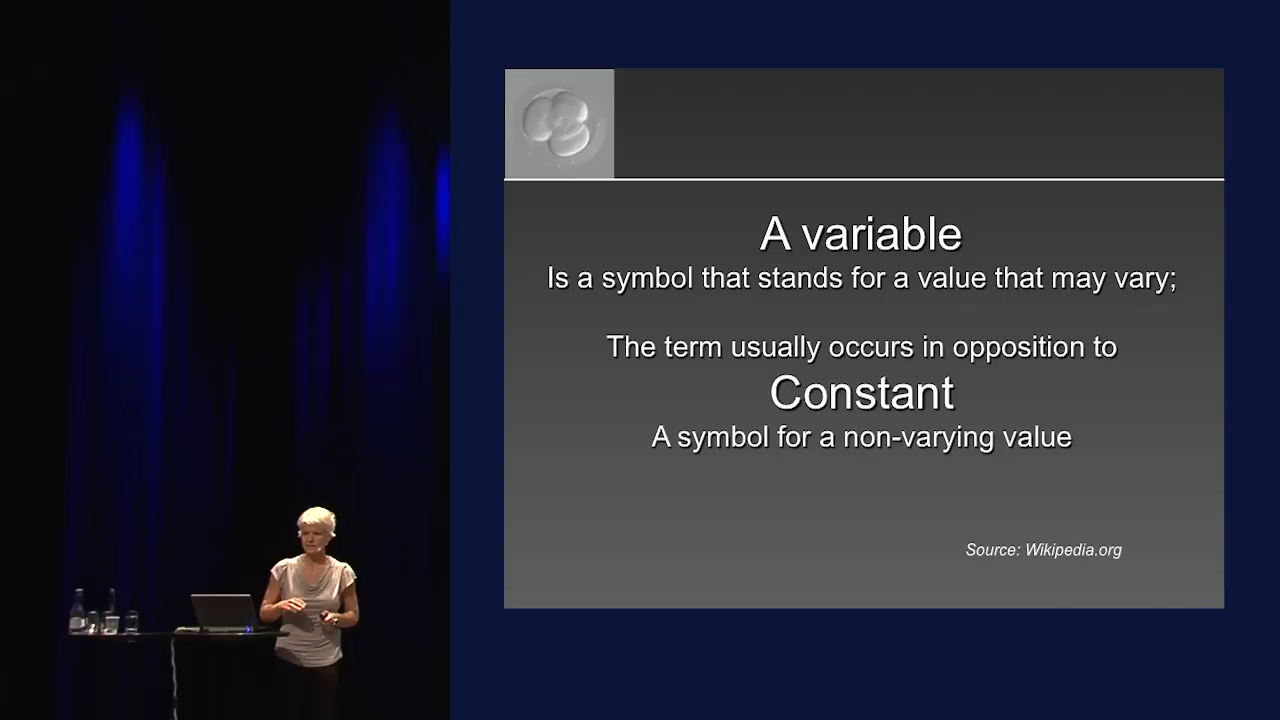 A variable
Is a symbol that stands for a value that may vary;
The term usually occurs in opposition to
Constant
A symbol for a non-varying value
Source: Wikipedia.org